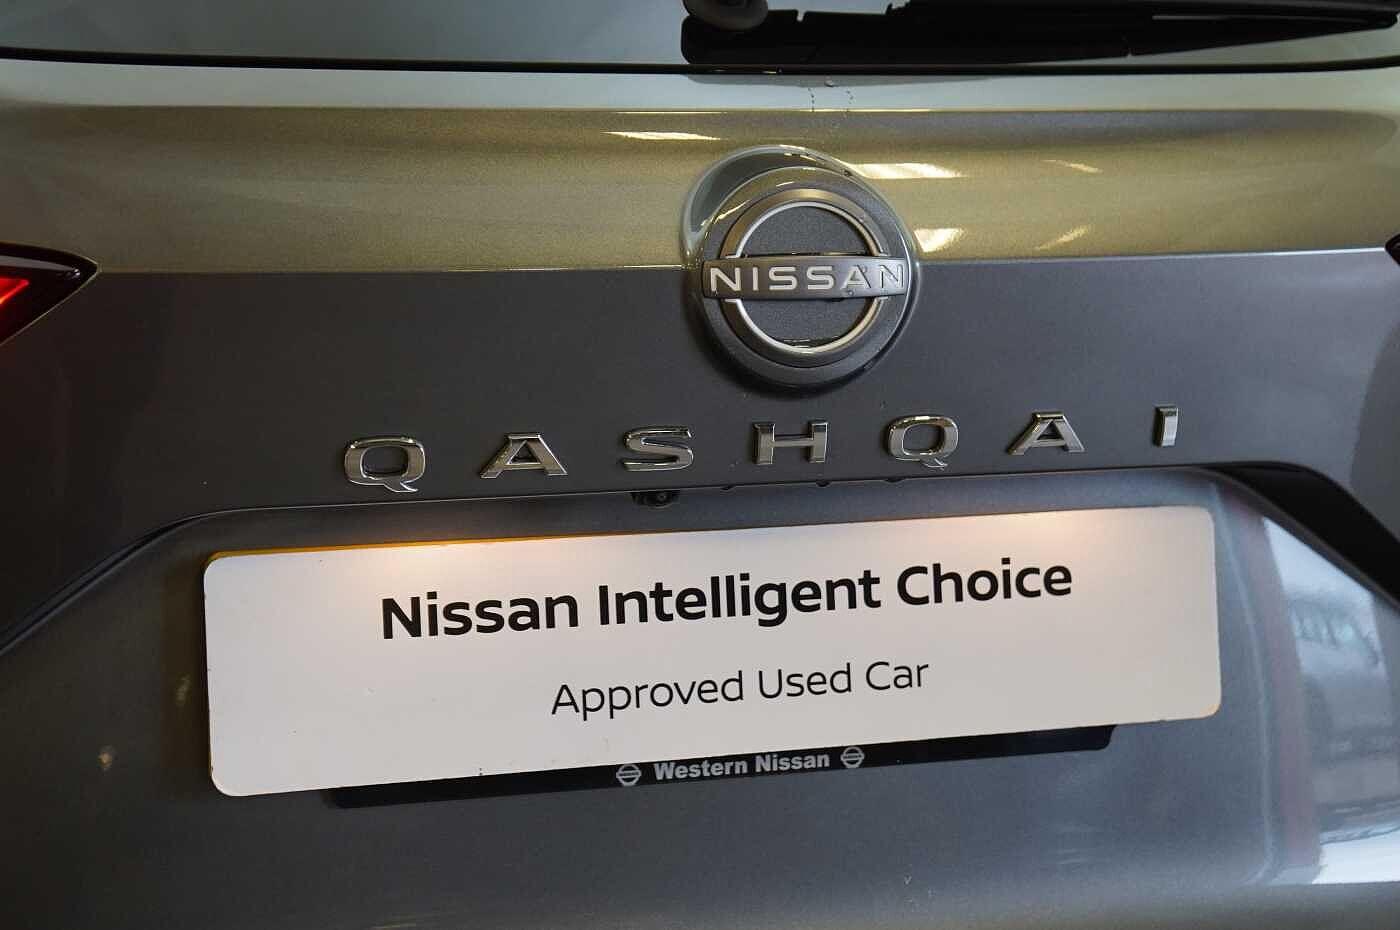 NISSAN
QASHQAI
Nissan Intelligent Choice
Approved Used Car
Western Nissan